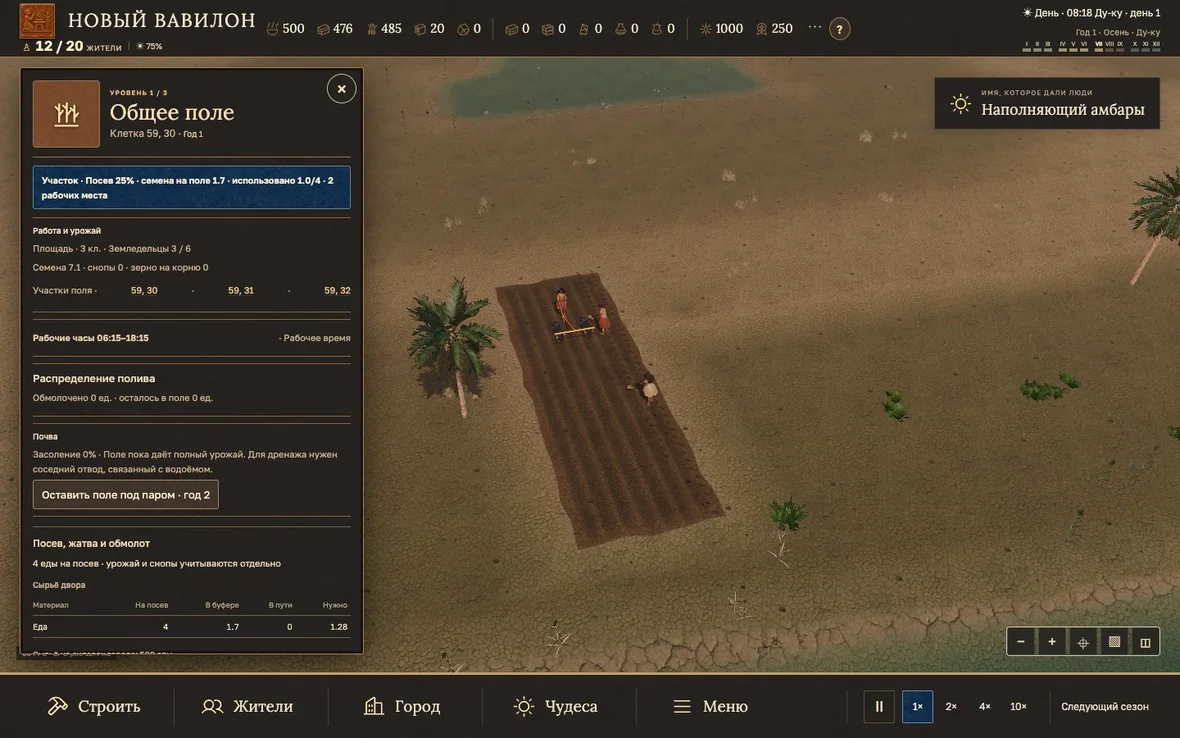 НОВЫЙ ВАВИЛОН
12 / 20 ЖИТЕЛИ
75%
500 476 485 20 0 0 0 0 0 0 1000 250 ··· ?
День · 08:18 Ду-ку · день 1
Год 1 · Осень · Ду-ку
I II III IV V VI VII VIII IX X XI XII
УРОВЕНЬ 1 / 3
Общее поле
Клетка 59, 30 · Год 1
Участок · Посев 25% · семена на поле 1.7 · использовано 1.0/4 · 2
рабочих места
Работа и урожай
Площадь · 3 кл. · Земледельцы 3 / 6
Семена 7.1 · снопы 0 · зерно на корню 0
Участки поля · 59, 30 · 59, 31 · 59, 32
Рабочие часы 06:15–18:15 · Рабочее время
Распределение полива
Обмолочено 0 ед. · осталось в поле 0 ед.
Почва
Засоление 0% · Поле пока даёт полный урожай. Для дренажа нужен
соседний отвод, связанный с водоёмом.
Оставить поле под паром · год 2
Посев, жатва и обмолот
4 еды на посев · урожай и снопы учитываются отдельно
Сырьё двора
Материал На посев В буфере В пути Нужно
Еда 4 1.7 0 1.28
ИМЯ, КОТОРОЕ ДАЛИ ЛЮДИ
Наполняющий амбары
− +
Строить
Жители
Город
Чудеса
Меню
1× 2× 4× 10×
Следующий сезон